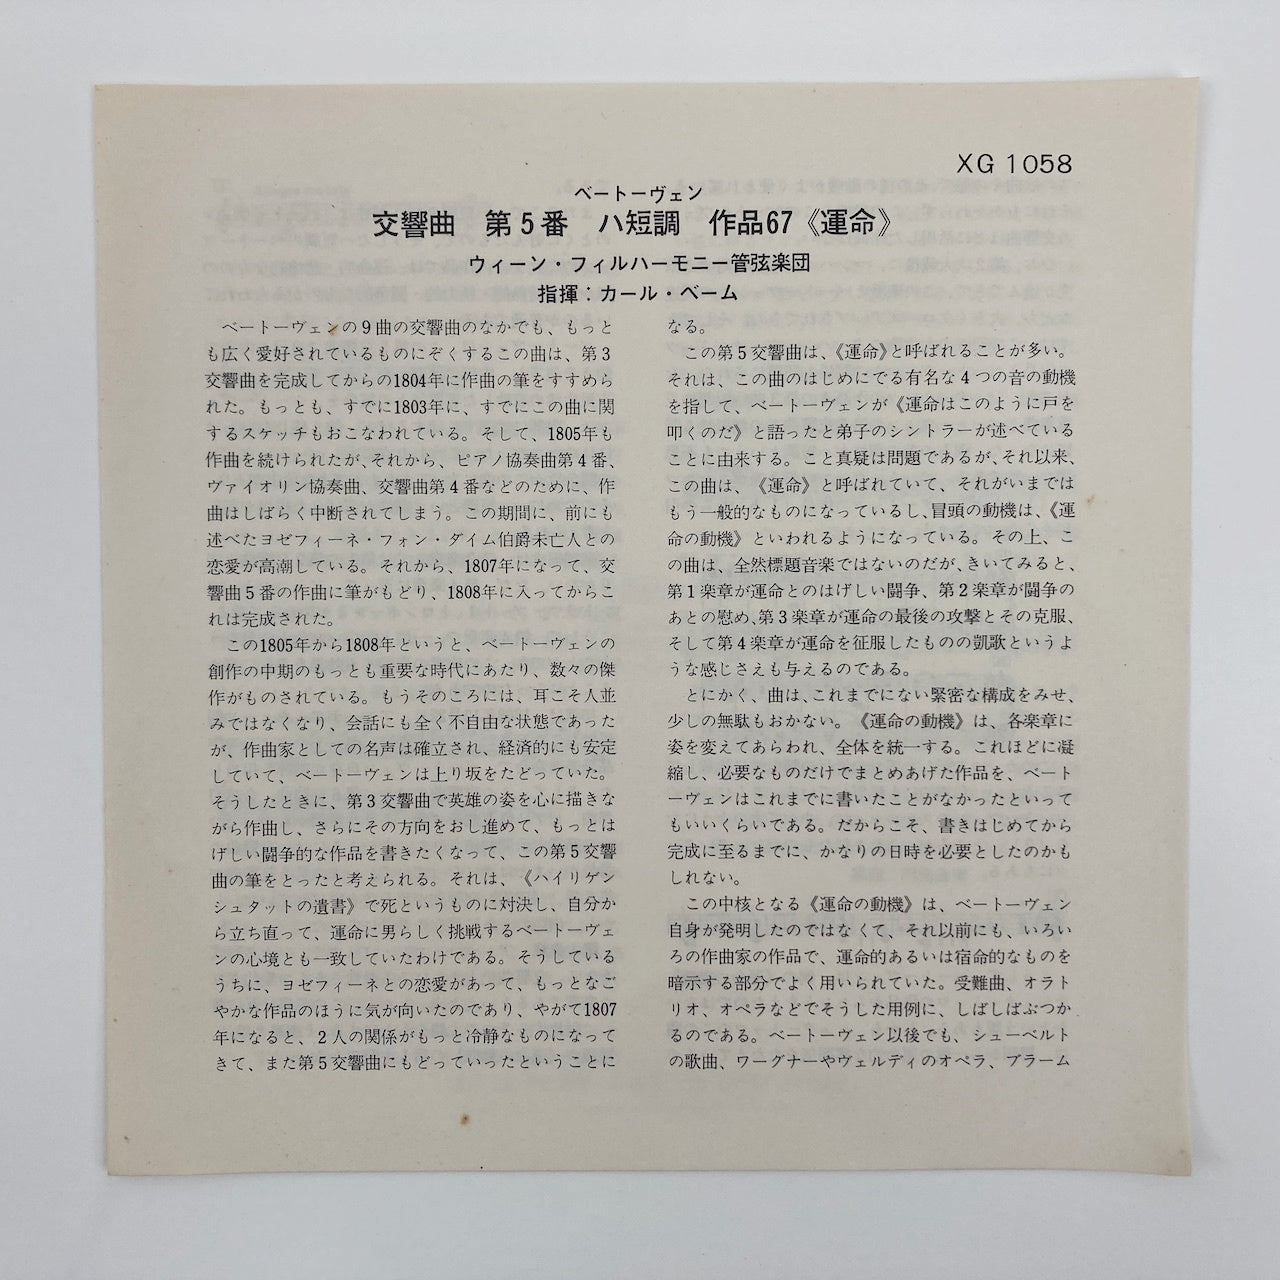 XG 1058
ベートーヴェン
交響曲 第5番 ハ短調 作品67《運命》
ウィーン・フィルハーモニー管弦楽団
指揮：カール・ベーム
ベートーヴェンの9曲の交響曲のなかでも、もっと
も広く愛好されているものにぞくするこの曲は、第3
交響曲を完成してからの1804年に作曲の筆をすすめら
れた。もっとも、すでに1803年に、すでにこの曲に関
するスケッチもおこなわれている。そして、1805年も
作曲を続けられたが、それから、ピアノ協奏曲第4番、
ヴァイオリン協奏曲、交響曲第4番などのために、作
曲はしばらく中断されてしまう。この期間に、前にも
述べたヨゼフィーネ・フォン・ダイム伯爵未亡人との
恋愛が高潮している。それから、1807年になって、交
響曲5番の作曲に筆がもどり、1808年に入ってからこ
れは完成された。
この1805年から1808年というと、ベートーヴェンの
創作の中期のもっとも重要な時代にあたり、数々の傑
作がものされている。もうそのころには、耳こそ人並
みではなくなり、会話にも全く不自由な状態であった
が、作曲家としての名声は確立され、経済的にも安定
していて、ベートーヴェンは上り坂をたどっていた。
そうしたときに、第3交響曲で英雄の姿を心に描きな
がら作曲し、さらにその方向をおし進めて、もっとは
げしい闘争的な作品を書きたくなって、この第5交響
曲の筆をとったと考えられる。それは、《ハイリゲン
シュタットの遺書》で死というものに対決し、自分か
ら立ち直って、運命に男らしく挑戦するベートーヴェ
ンの心境とも一致していたわけである。そうしている
うちに、ヨゼフィーネとの恋愛があって、もっとなご
やかな作品のほうに気が向いたのであり、やがて1807
年になると、2人の関係がもっと冷静なものになって
きて、また第5交響曲にもどっていったということに
なる。
この第5交響曲は、《運命》と呼ばれることが多い。
それは、この曲のはじめにでる有名な4つの音の動機
を指して、ベートーヴェンが《運命はこのように戸を
叩くのだ》と語ったと弟子のシントラーが述べている
ことに由来する。こと真疑は問題であるが、それ以来、
この曲は、《運命》と呼ばれていて、それがいまでは
もう一般的なものになっているし、冒頭の動機は、《運
命の動機》といわれるようになっている。その上、こ
の曲は、全然標題音楽ではないのだが、きいてみると、
第1楽章が運命とのはげしい闘争、第2楽章が闘争の
あとの慰め、第3楽章が運命の最後の攻撃とその克服、
そして第4楽章が運命を征服したものの凱歌というよ
うな感じさえも与えるのである。
とにかく、曲は、これまでにない緊密な構成をみせ、
少しの無駄もおかない。《運命の動機》は、各楽章に
姿を変えてあらわれ、全体を統一する。これほどに凝
縮し、必要なものだけでまとめあげた作品を、ベート
ーヴェンはこれまでに書いたことがなかったといって
もいいくらいである。だからこそ、書きはじめてから
完成に至るまでに、かなりの日時を必要としたのかも
しれない。
この中核となる《運命の動機》は、ベートーヴェン
自身が発明したのではなくて、それ以前にも、いろい
ろの作曲家の作品で、運命的あるいは宿命的なものを
暗示する部分でよく用いられていた。受難曲、オラト
リオ、オペラなどでそうした用例に、しばしばぶつか
るのである。ベートーヴェン以後でも、シューベルト
の歌曲、ワーグナーやヴェルディのオペラ、ブラーム